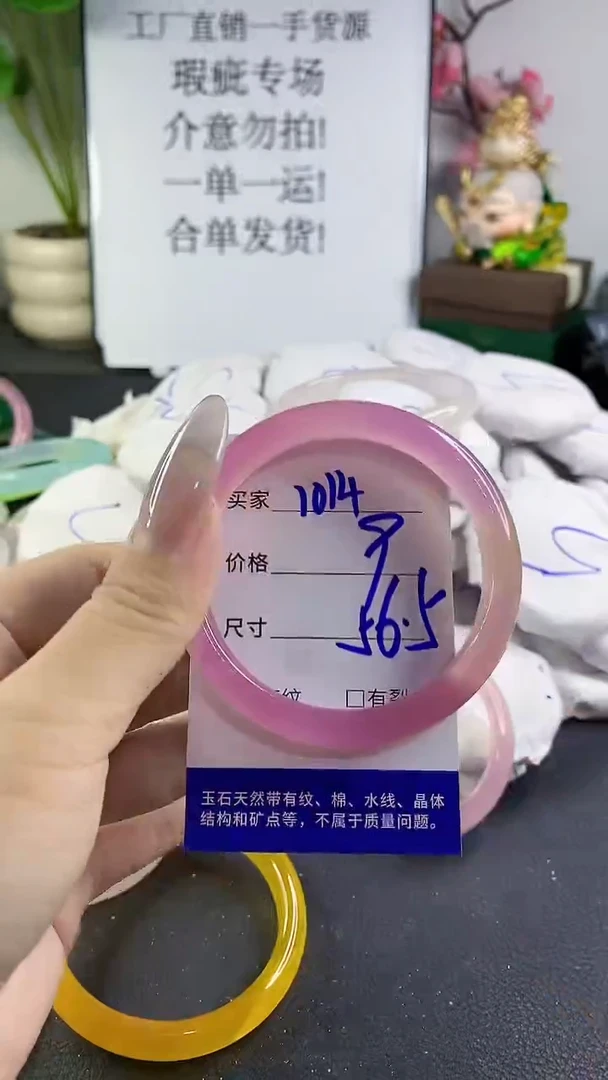 工厂直销一手货源
瑕疵专场
介意勿拍!
一单一运!
合单发货!
买家 1014
价格 9
尺寸 56.5
纹 □有裂
玉石天然带有纹、棉、水线、晶体
结构和矿点等，不属于质量问题。